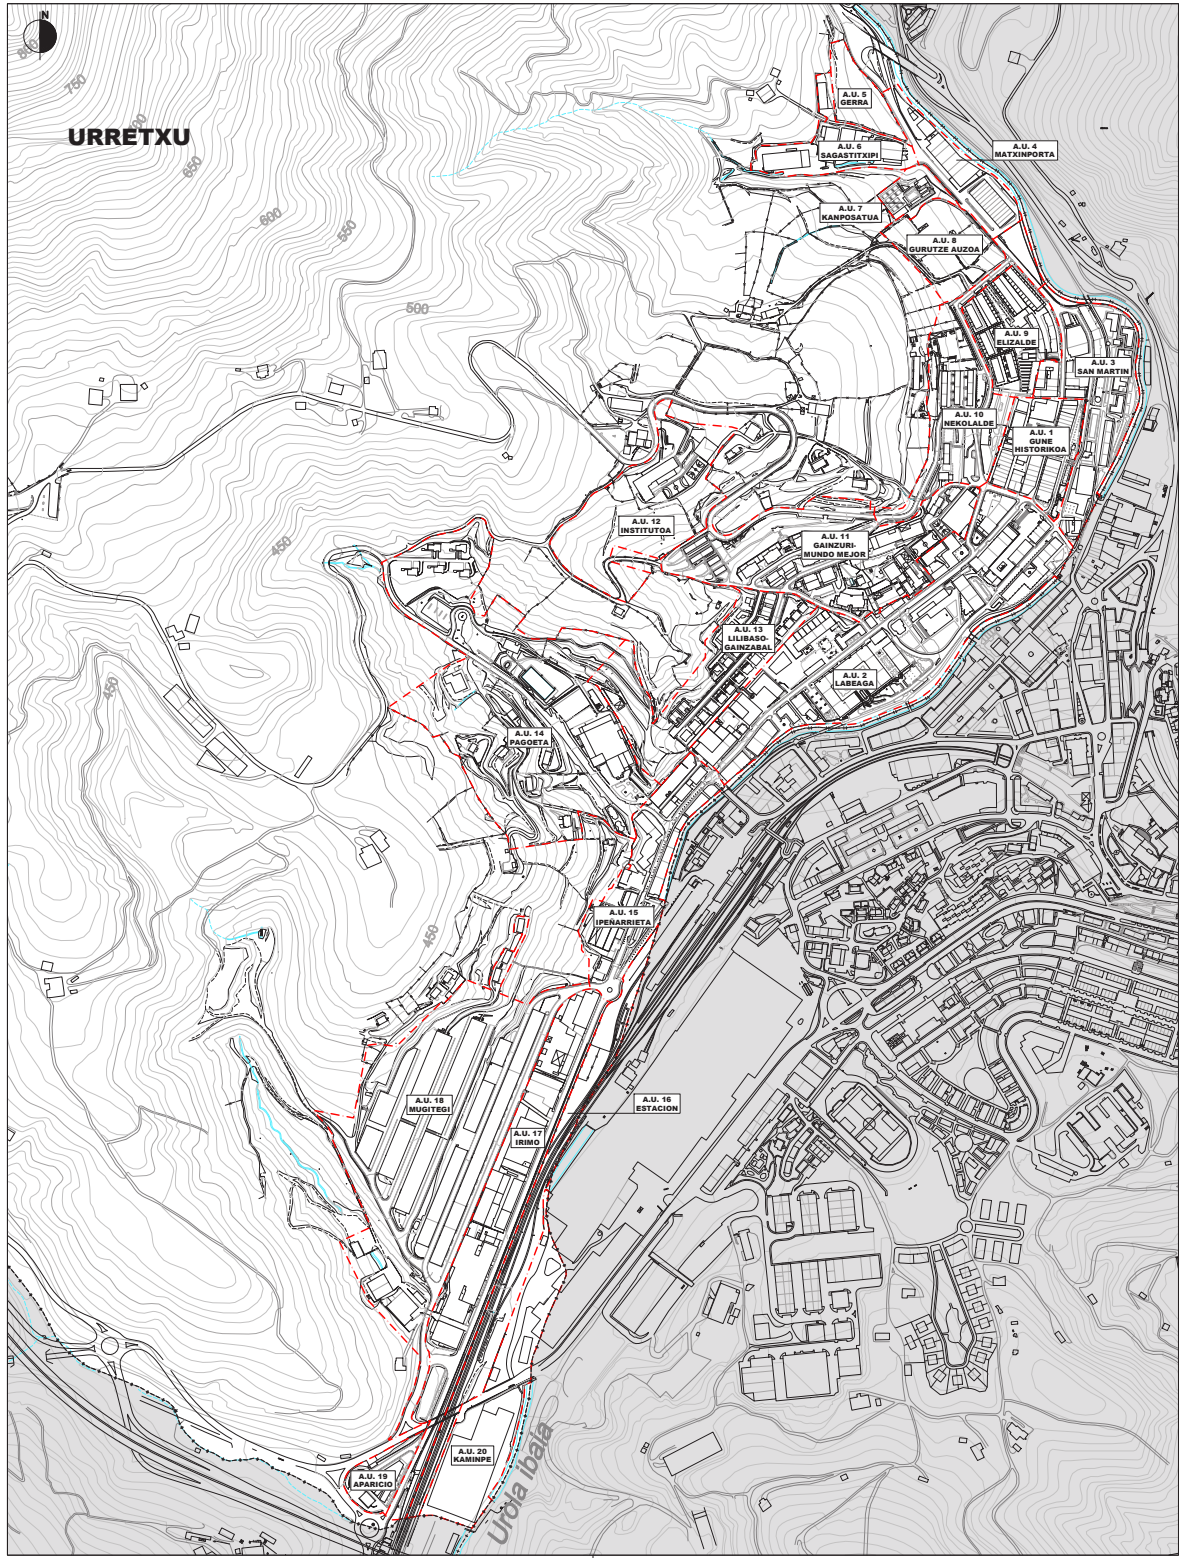 N
800
750
700
URRETXU
650
600
550
500
A.U. 5
GERRA
A.U. 6
SAGASTITXIPI
A.U. 4
MATXINPORTA
A.U. 7
KANPOSATUA
A.U. 8
GURUTZE AUZOA
A.U. 9
ELIZALDE
A.U. 3
SAN MARTIN
A.U. 10
NEKOLALDE
A.U. 1
GUNE
HISTORIKOA
A.U. 12
INSTITUTOA
A.U. 11
GAINZURI-
MUNDO MEJOR
450
A.U. 13
LILIBASO-
GAINZABAL
A.U. 2
LABEAGA
450
A.U. 14
PAGOETA
A.U. 15
IPEÑARRIETA
450
A.U. 18
MUGITEGI
A.U. 16
ESTACION
A.U. 17
IRIMO
A.U. 20
KAMINPE
A.U. 19
APARICIO
Urola ibaia